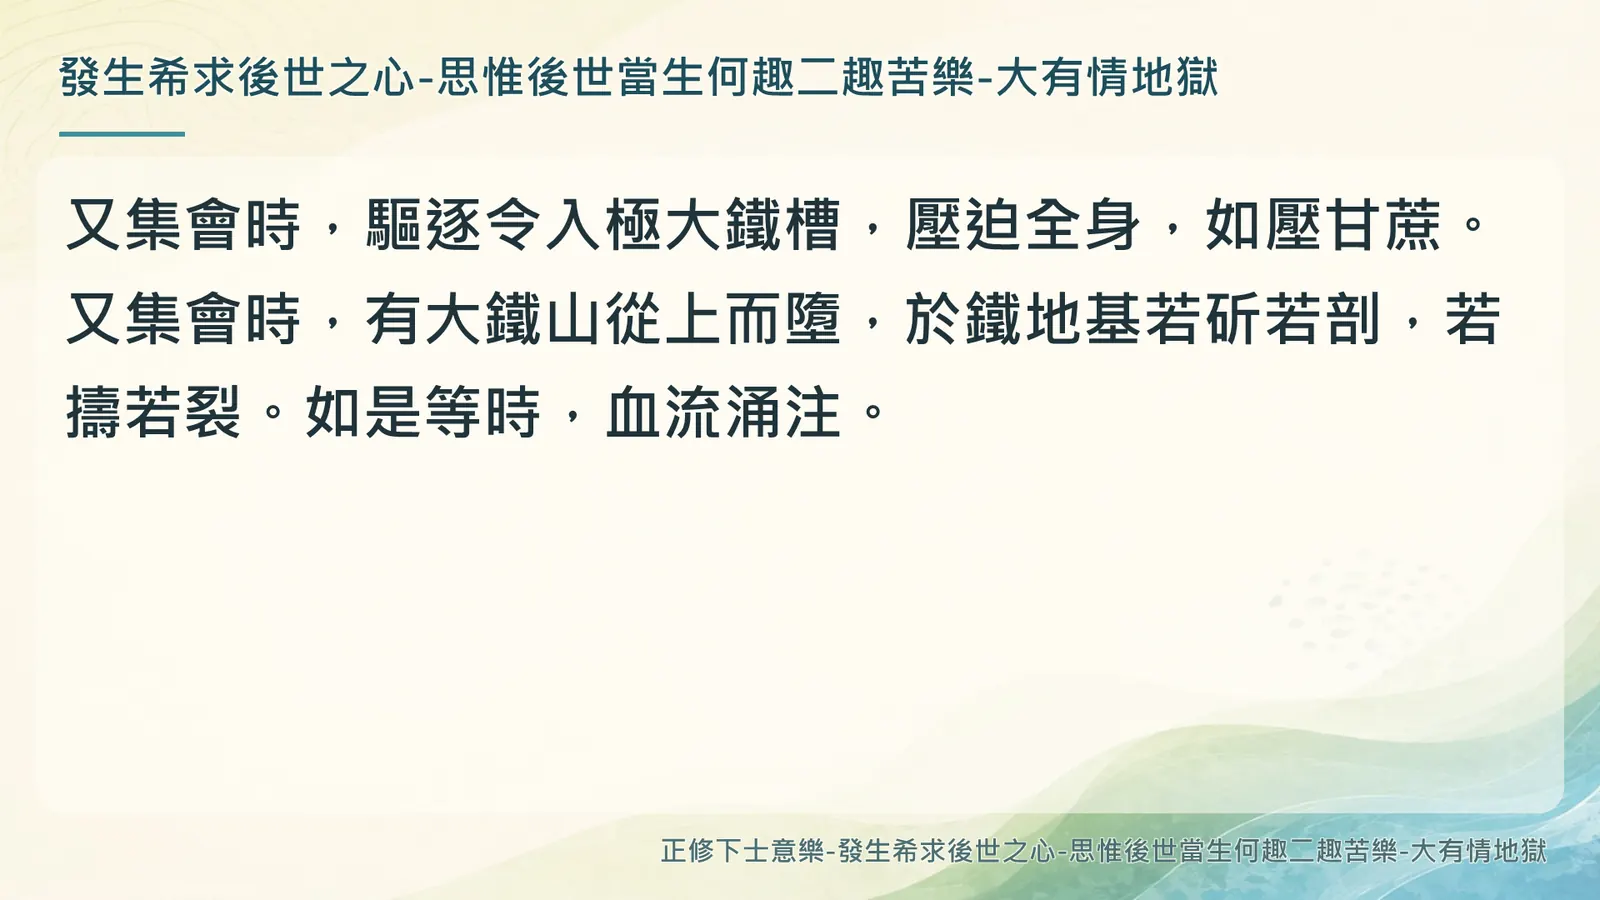 發生希求後世之心-思惟後世當生何趣二趣苦樂-大有情地獄
又集會時，驅逐令入極大鐵槽，壓迫全身，如壓甘蔗。
又集會時，有大鐵山從上而墮，於鐵地基若斫若剖，若
擣若裂。如是等時，血流涌注。
正修下士意樂-發生希求後世之心-思惟後世當生何趣二趣苦樂-大有情地獄